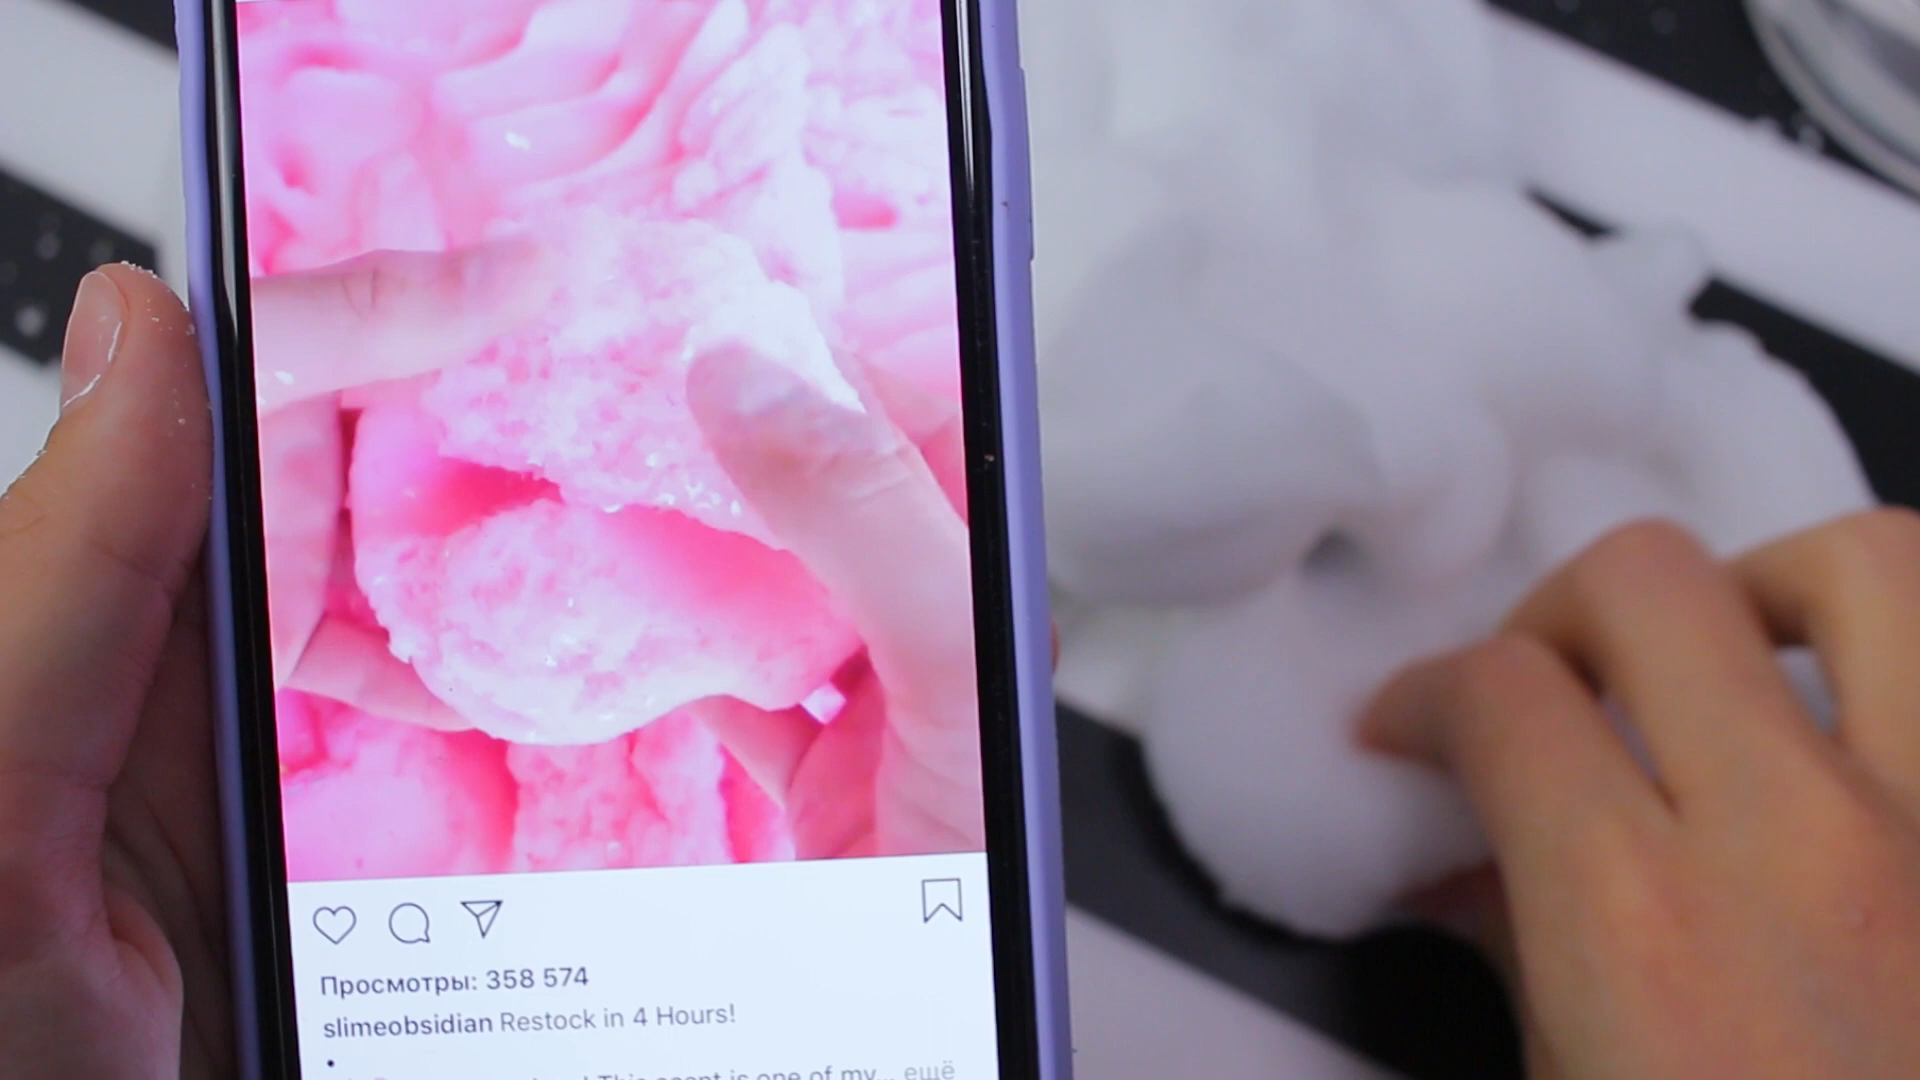 Просмотры: 358 574
slimeobsidian Restock in 4 Hours!
•
This scent is one of my... ещё